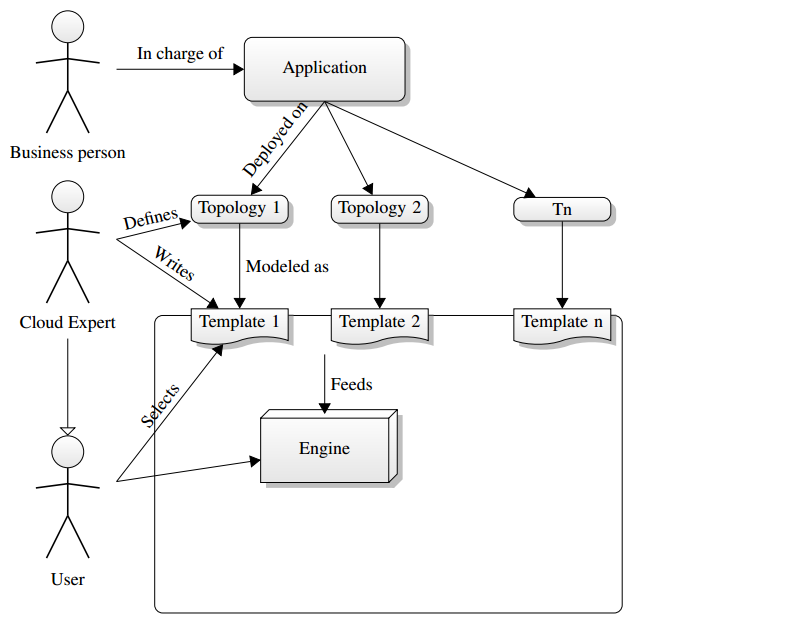 In charge of
Application
Business person
Deployed on
Defines
Topology 1
Topology 2
Tn
Writes
Modeled as
Cloud Expert
Template 1
Template 2
Template n
Selects
Feeds
Engine
User